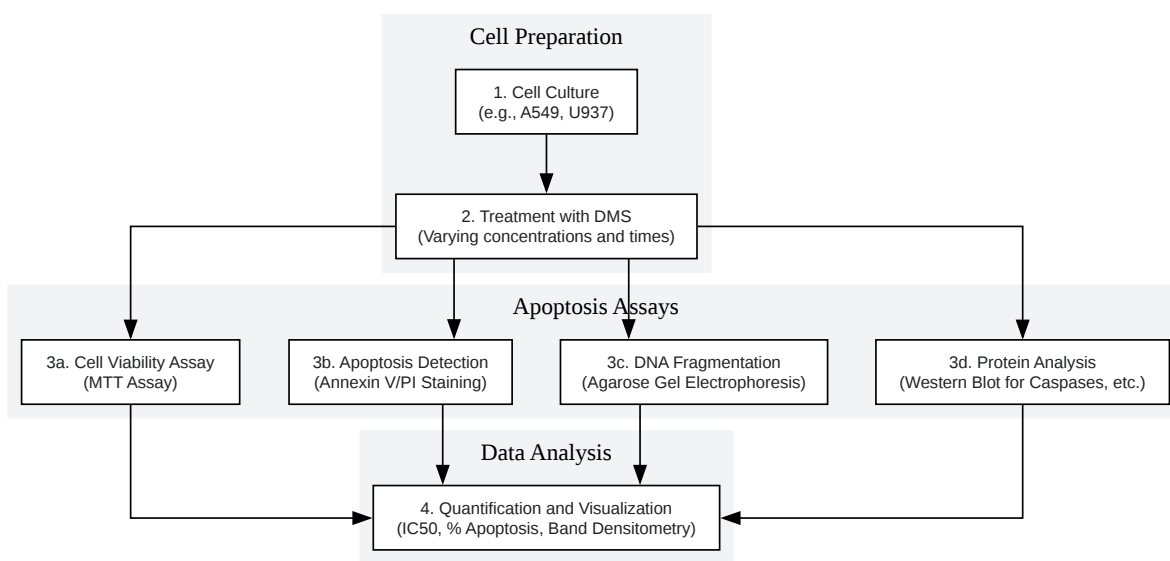 Cell Preparation
1. Cell Culture
(e.g., A549, U937)
2. Treatment with DMS
(Varying concentrations and times)
Apoptosis Assays
3a. Cell Viability Assay
(MTT Assay)
3b. Apoptosis Detection
(Annexin V/PI Staining)
3c. DNA Fragmentation
(Agarose Gel Electrophoresis)
3d. Protein Analysis
(Western Blot for Caspases, etc.)
Data Analysis
4. Quantification and Visualization
(IC50, % Apoptosis, Band Densitometry)